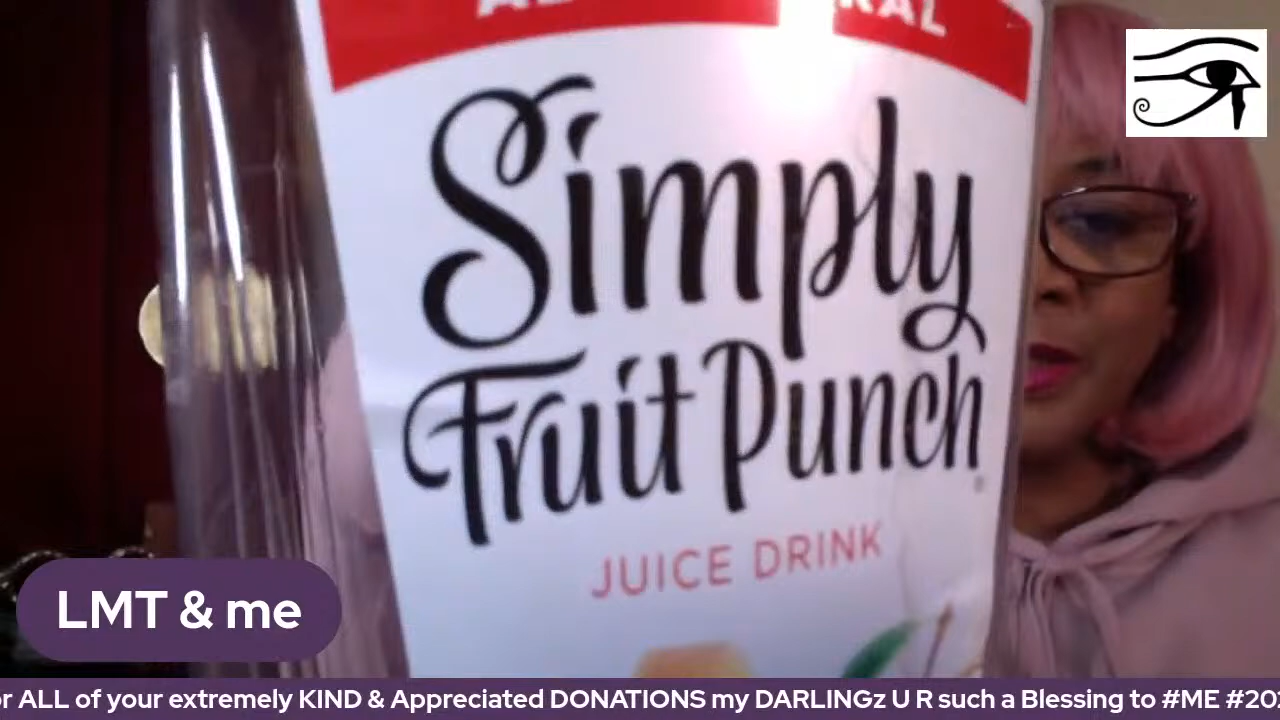 Simply
Fruit Punch
JUICE DRINK
LMT & me
ALL of your extremely KIND & Appreciated DONATIONS my DARLINGz U R such a Blessing to #ME